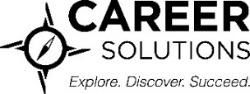 CAREER
SOLUTIONS
Explore. Discover. Succeed.